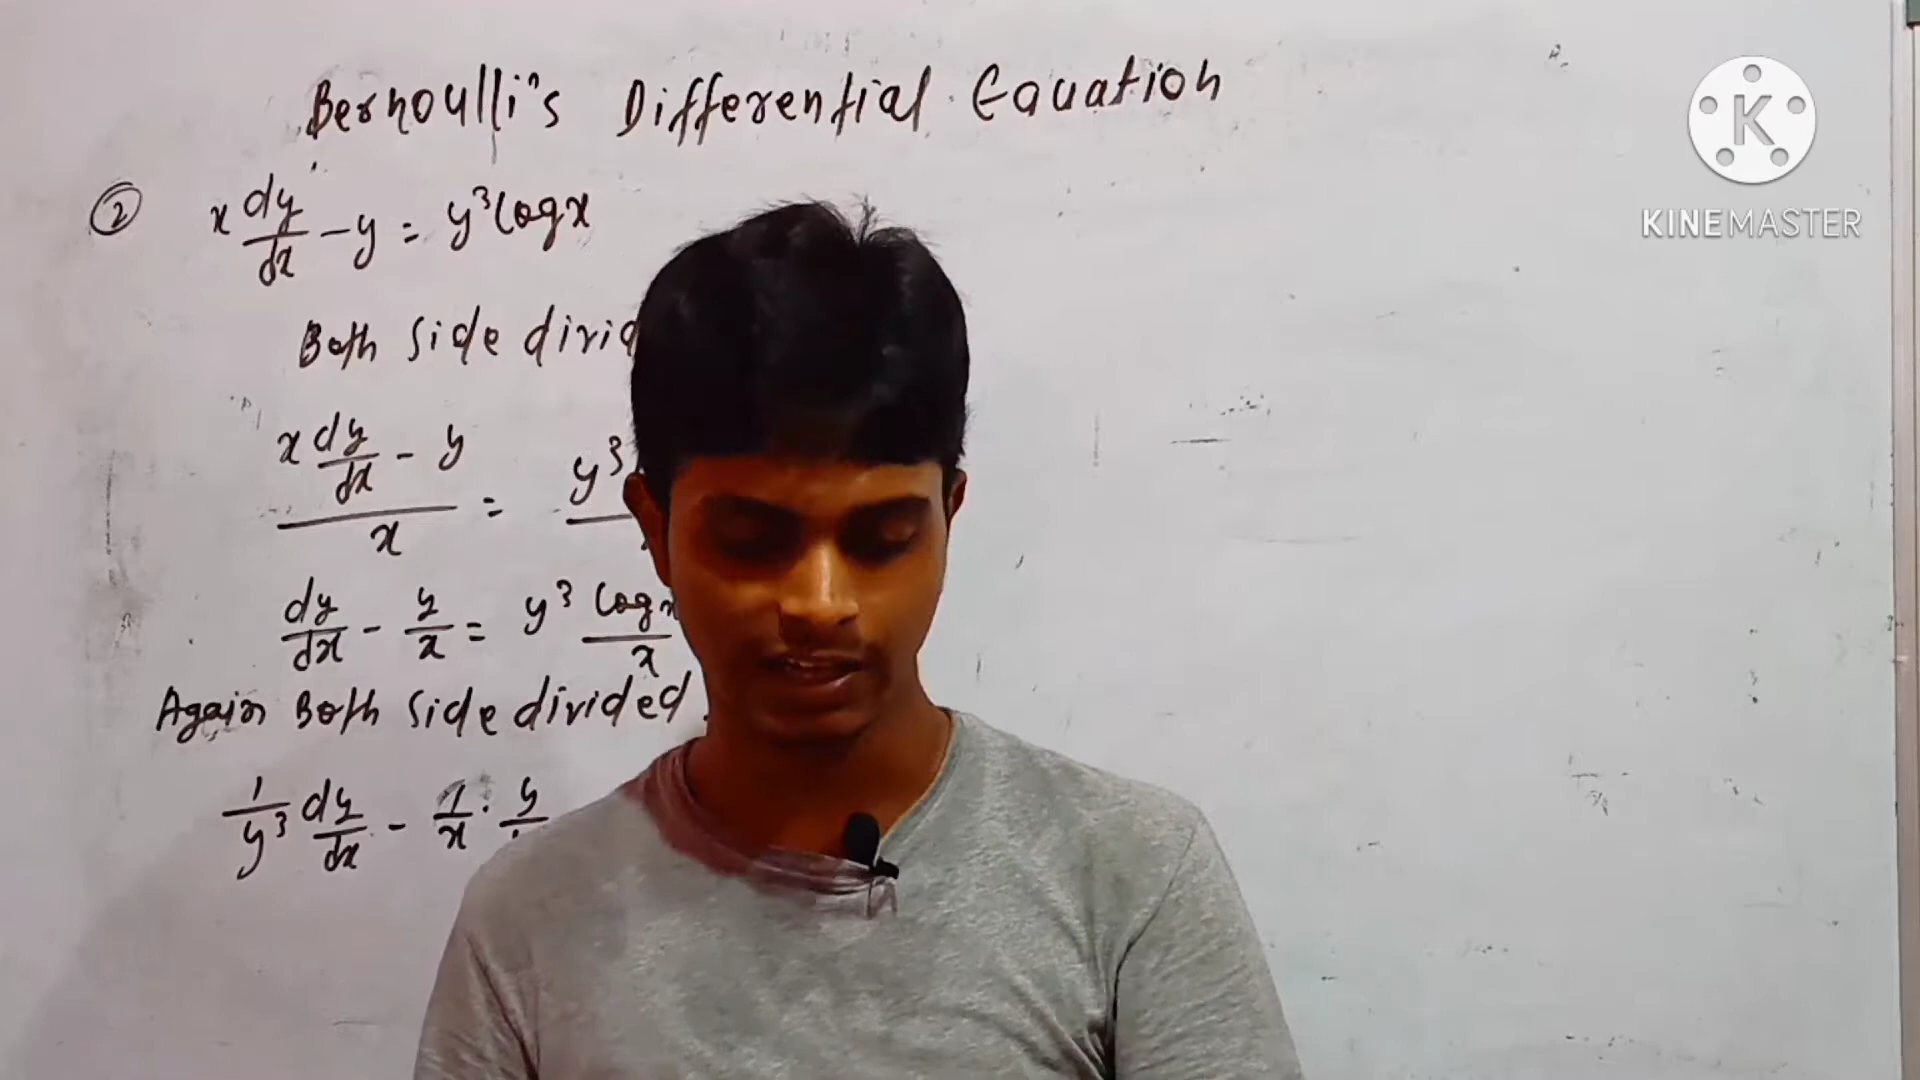 Bernoulli's Differential Equation
② x dy/dx - y = y³ log x
Both side
x dy/dx - y / x = y³
dy/dx - y/x = y³ log x / x
Again Both side divided
1/y³ dy/dx - 1/x . y
K
KINEMASTER